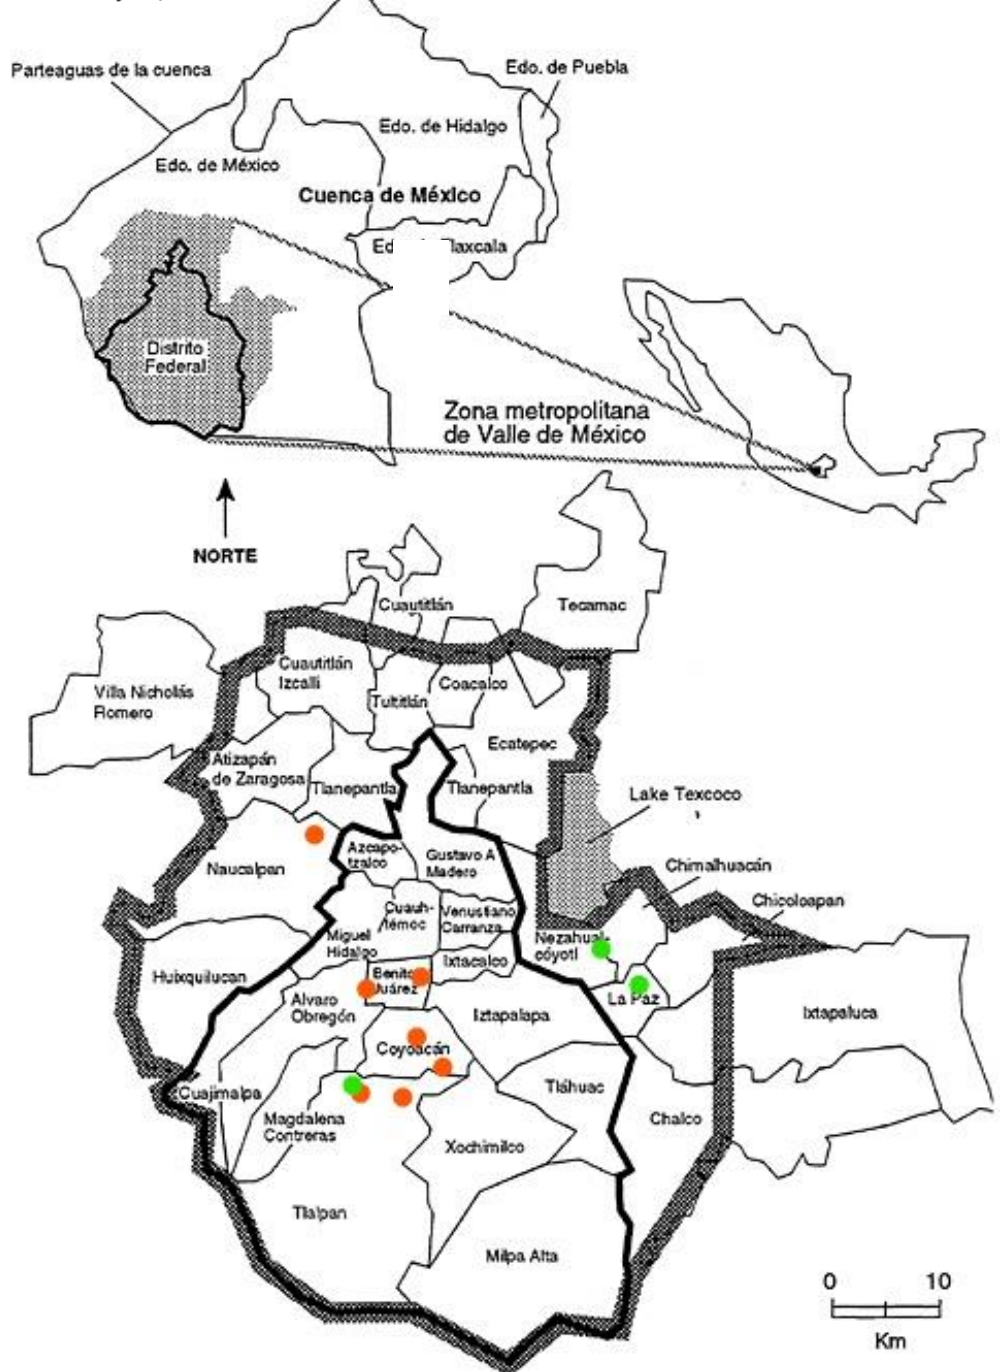 Parteaguas de la cuenca
Edo. de Puebla
Edo. de Hidalgo
Edo. de México
Cuenca de México
Distrito
Federal
Zona metropolitana
de Valle de México
NORTE
Cuautitlán
Tecamac
Cuautitlán
Izcalli
Coacalco
Villa Nicholás
Romero
Tultitlán
Ecatepec
Atizapán
de Zaragosa
Tlanepantla
Tlanepantla
Lake Texcoco
Azcapo-
tzalco
Gustavo A
Madero
Naucalpan
Chimalhuacán
Chicoloapan
Cuauh-
témoc
Venustiano
Carranza
Miguel
Hidalgo
Nezahual-
cóyotl
Ixtacalco
Huixquilucan
Benito
Juárez
La Paz
Alvaro
Obregón
Iztapalapa
Ixtapaluca
Coyoacán
Tláhuac
Cuajimalpa
Magdalena
Contreras
Chalco
Xochimilco
Tlalpan
Milpa Alta
0 10
Km